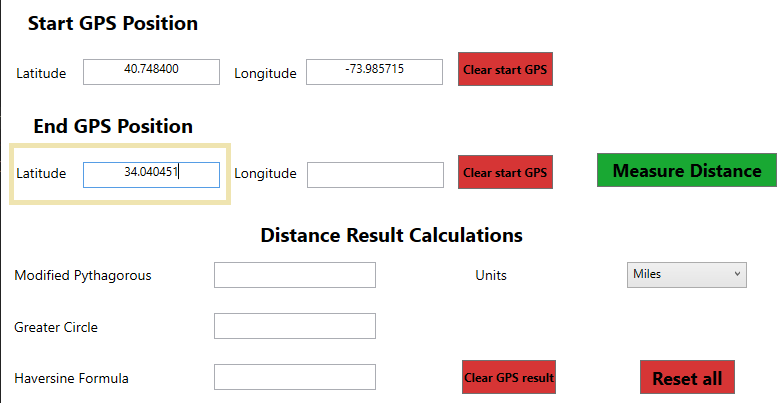 Start GPS Position
Latitude 40.748400 Longitude -73.985715 Clear start GPS
End GPS Position
Latitude 34.040451 Longitude Clear start GPS Measure Distance
Distance Result Calculations
Modified Pythagorous Units Miles
Greater Circle
Haversine Formula Clear GPS result Reset all